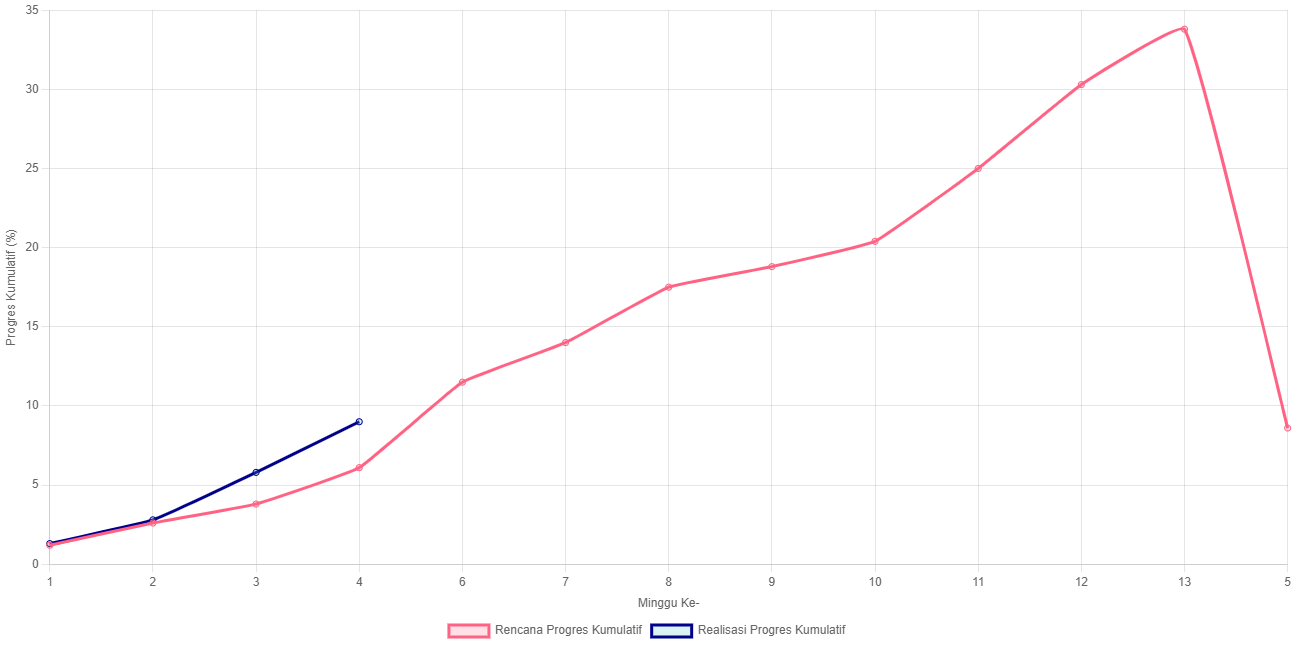 35
30
25
20
15
10
5
0
Progres Kumulatif (%)
1 2 3 4 6 7 8 9 10 11 12 13 5
Minggu Ke-
Rencana Progres Kumulatif Realisasi Progres Kumulatif